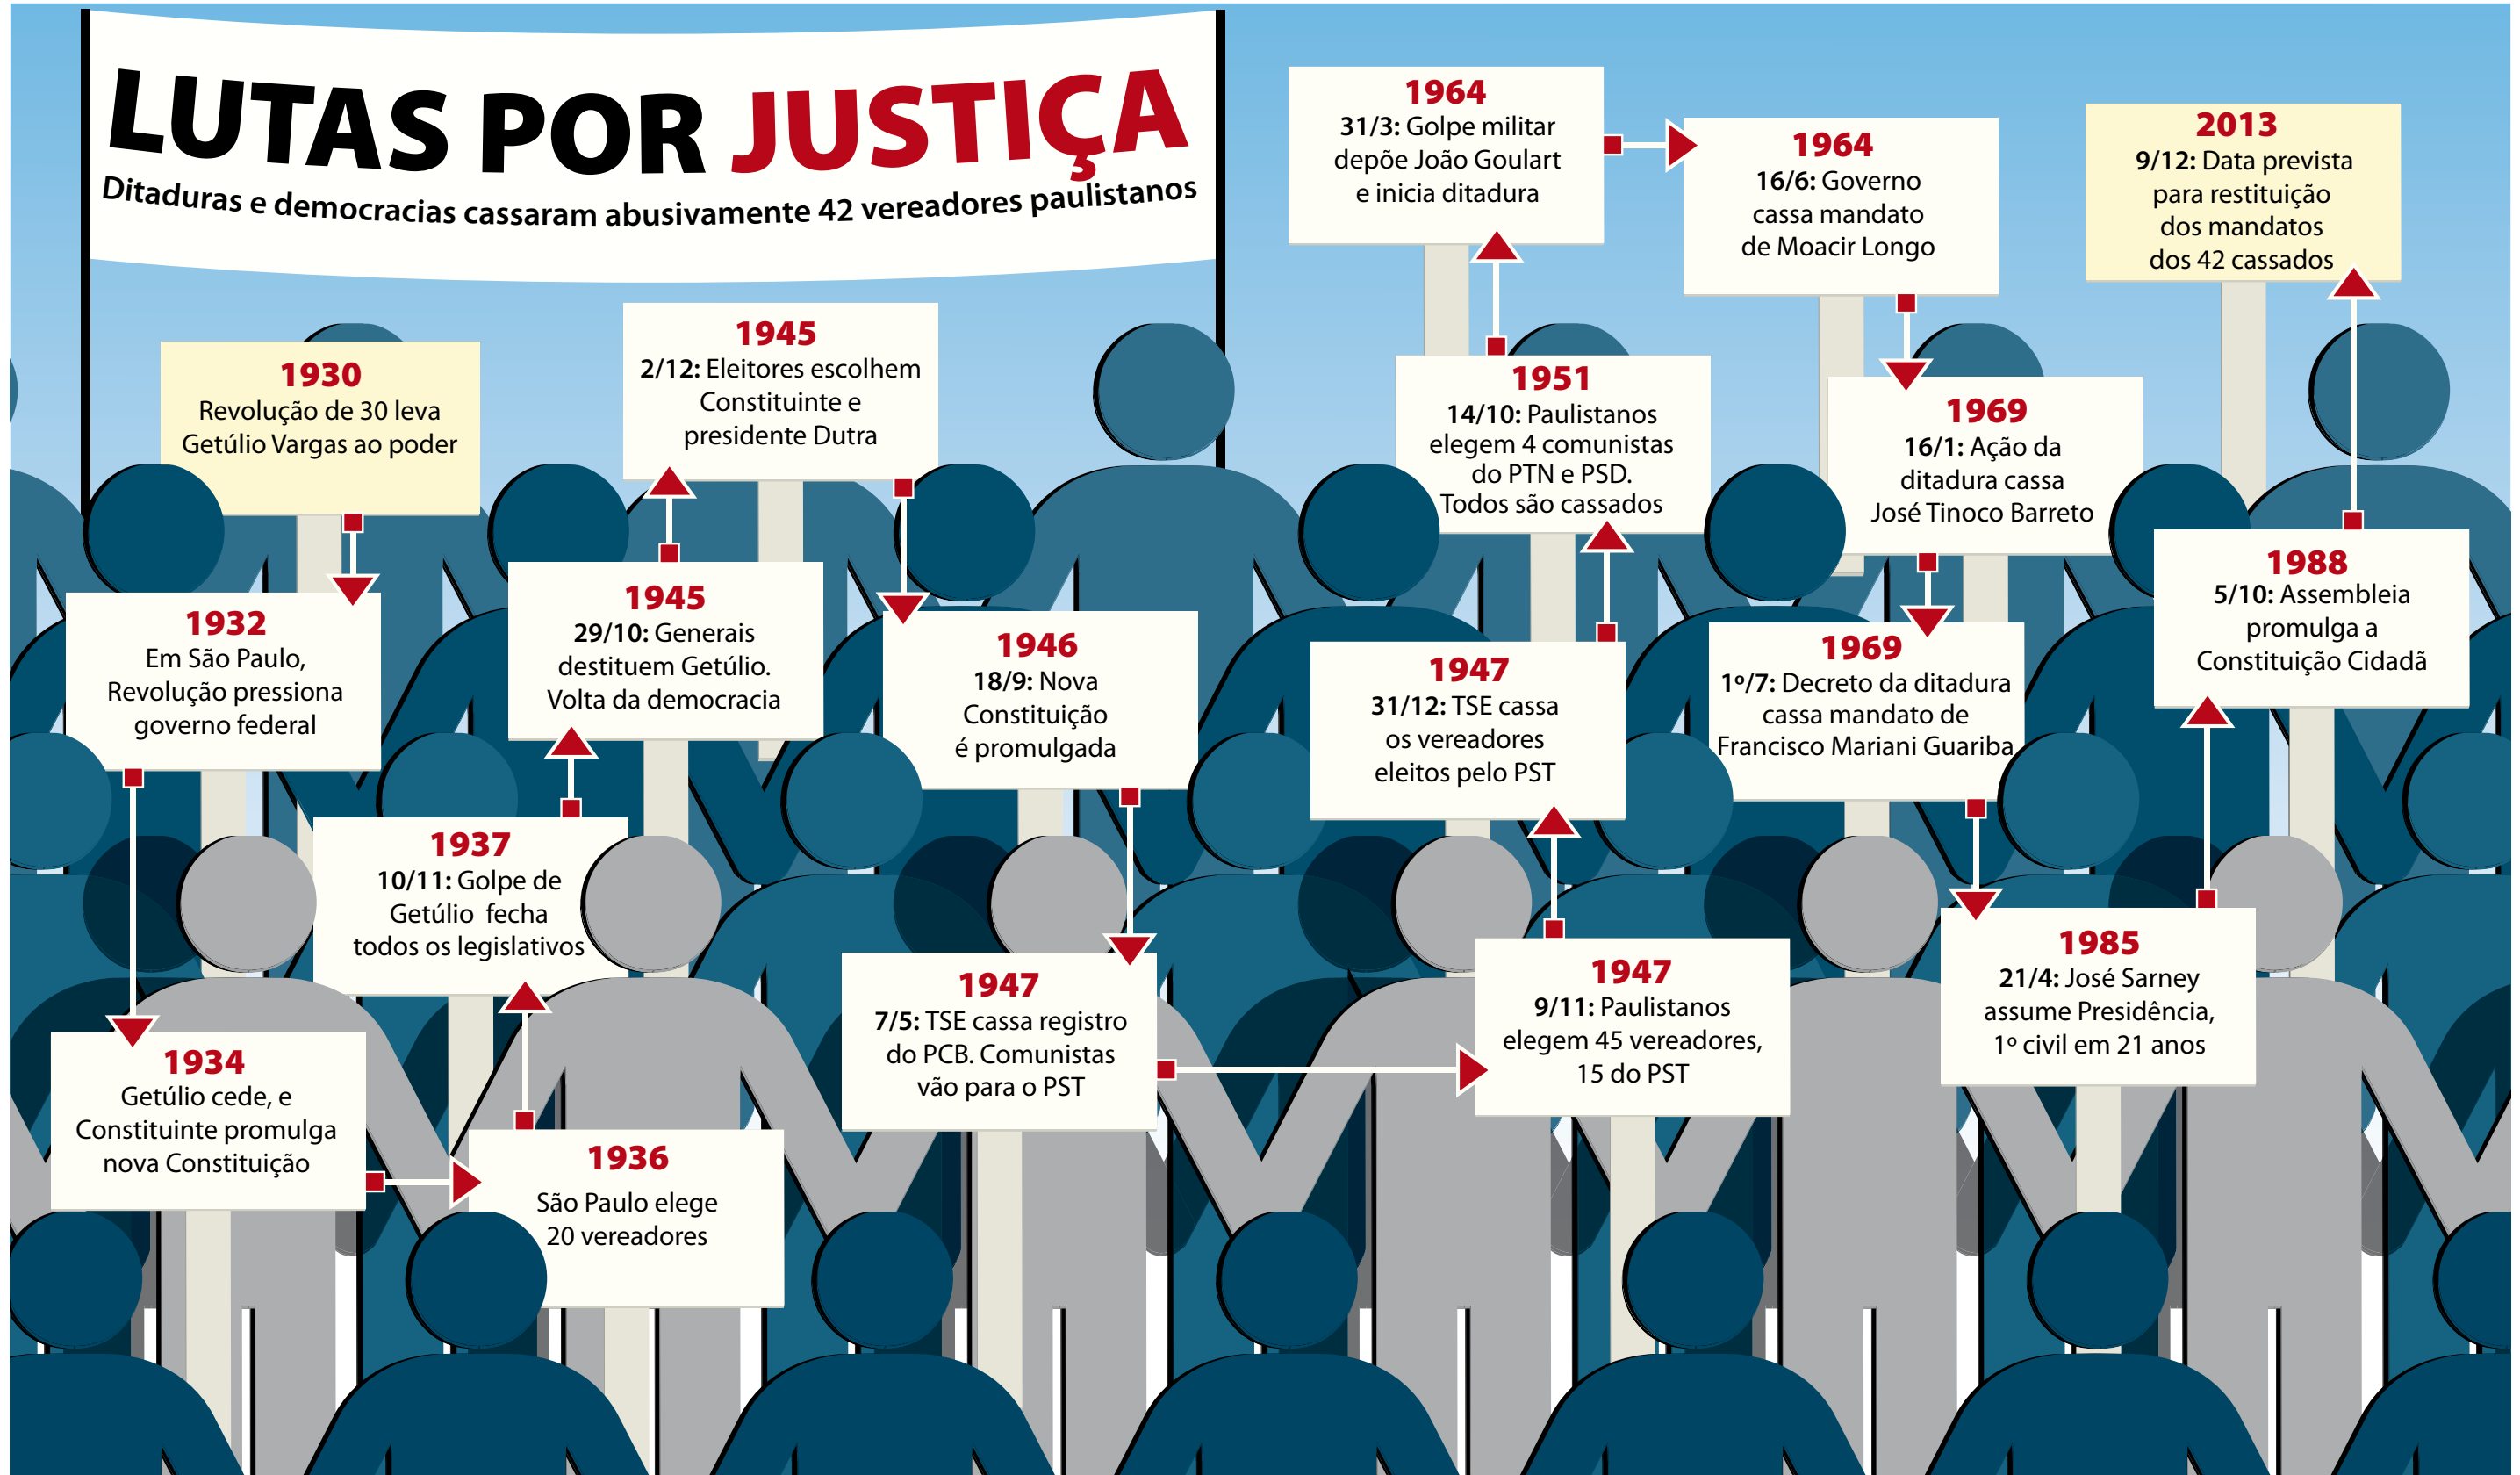 LUTAS POR JUSTIÇA
Ditaduras e democracias cassaram abusivamente 42 vereadores paulistanos
1930
Revolução de 30 leva
Getúlio Vargas ao poder
1932
Em São Paulo,
Revolução pressiona
governo federal
1934
Getúlio cede, e
Constituinte promulga
nova Constituição
1936
São Paulo elege
20 vereadores
1937
10/11: Golpe de
Getúlio fecha
todos os legislativos
1945
29/10: Generais
destituem Getúlio.
Volta da democracia
1945
2/12: Eleitores escolhem
Constituinte e
presidente Dutra
1946
18/9: Nova
Constituição
é promulgada
1947
7/5: TSE cassa registro
do PCB. Comunistas
vão para o PST
1947
9/11: Paulistanos
elegem 45 vereadores,
15 do PST
1947
31/12: TSE cassa
os vereadores
eleitos pelo PST
1951
14/10: Paulistanos
elegem 4 comunistas
do PTN e PSD.
Todos são cassados
1964
31/3: Golpe militar
depõe João Goulart
e inicia ditadura
1964
16/6: Governo
cassa mandato
de Moacir Longo
1969
16/1: Ação da
ditadura cassa
José Tinoco Barreto
1969
1º/7: Decreto da ditadura
cassa mandato de
Francisco Mariani Guariba
1985
21/4: José Sarney
assume Presidência,
1º civil em 21 anos
1988
5/10: Assembleia
promulga a
Constituição Cidadã
2013
9/12: Data prevista
para restituição
dos mandatos
dos 42 cassados